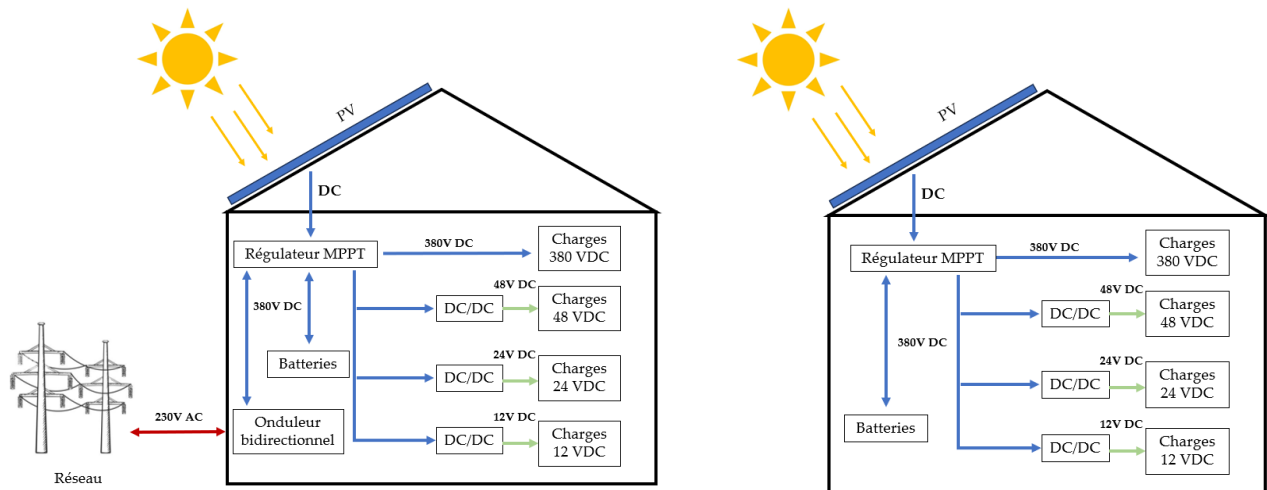 PV
DC
Régulateur MPPT
380V DC
Charges
380 VDC
380V DC
48V DC
DC/DC
Charges
48 VDC
Batteries
24V DC
DC/DC
Charges
24 VDC
230V AC
Onduleur
bidirectionnel
12V DC
DC/DC
Charges
12 VDC
Réseau
PV
DC
Régulateur MPPT
380V DC
Charges
380 VDC
48V DC
DC/DC
Charges
48 VDC
380V DC
24V DC
DC/DC
Charges
24 VDC
Batteries
12V DC
DC/DC
Charges
12 VDC